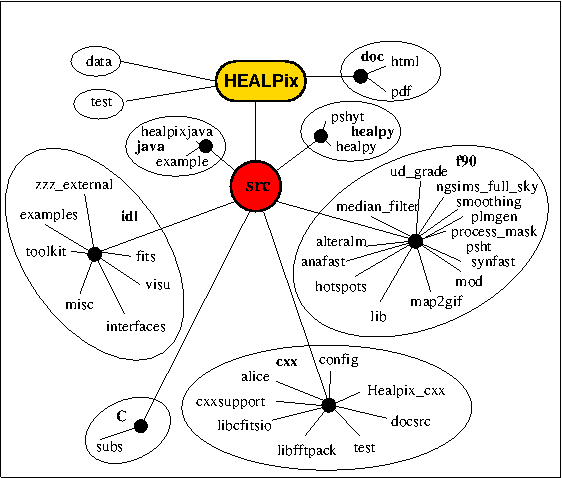 doc
html
data
HEALPix
pdf
test
pshyt
healpixjava
healpy
java
healpy
example
f90
ud_grade
src
zzz_external
ngsims_full_sky
smoothing
median_filter
examples
idl
plmgen
process_mask
alteralm
psht
toolkit
fits
anafast
synfast
visu
hotspots
mod
misc
map2gif
lib
interfaces
cxx
config
alice
Healpix_cxx
cxxsupport
C
docsrc
libcfitsio
subs
libfftpack
test